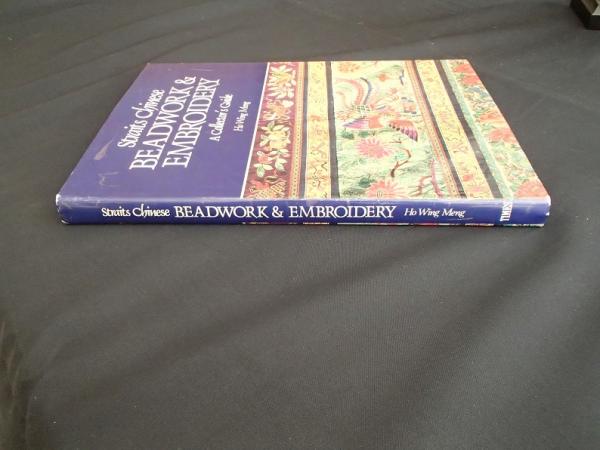 Straits Chinese
BEADWORK &
EMBROIDERY
A Collector's Guide
Ho Wing Meng
Straits Chinese BEADWORK & EMBROIDERY Ho Wing Meng TIMES